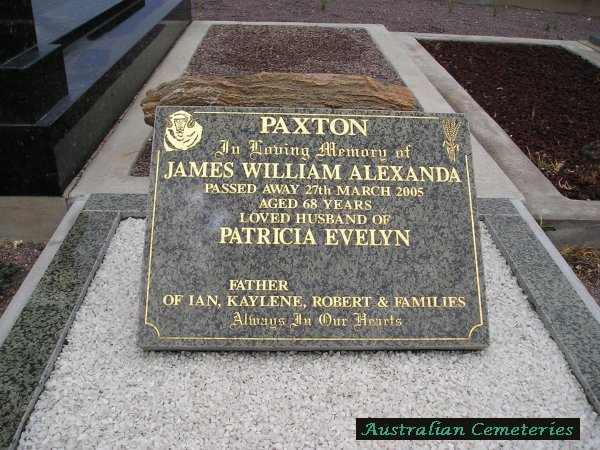 PAXTON
In Loving Memory of
JAMES WILLIAM ALEXANDA
PASSED AWAY 27th MARCH 2005
AGED 68 YEARS
LOVED HUSBAND OF
PATRICIA EVELYN
FATHER
OF IAN, KAYLENE, ROBERT & FAMILIES
Always In Our Hearts
Australian Cemeteries